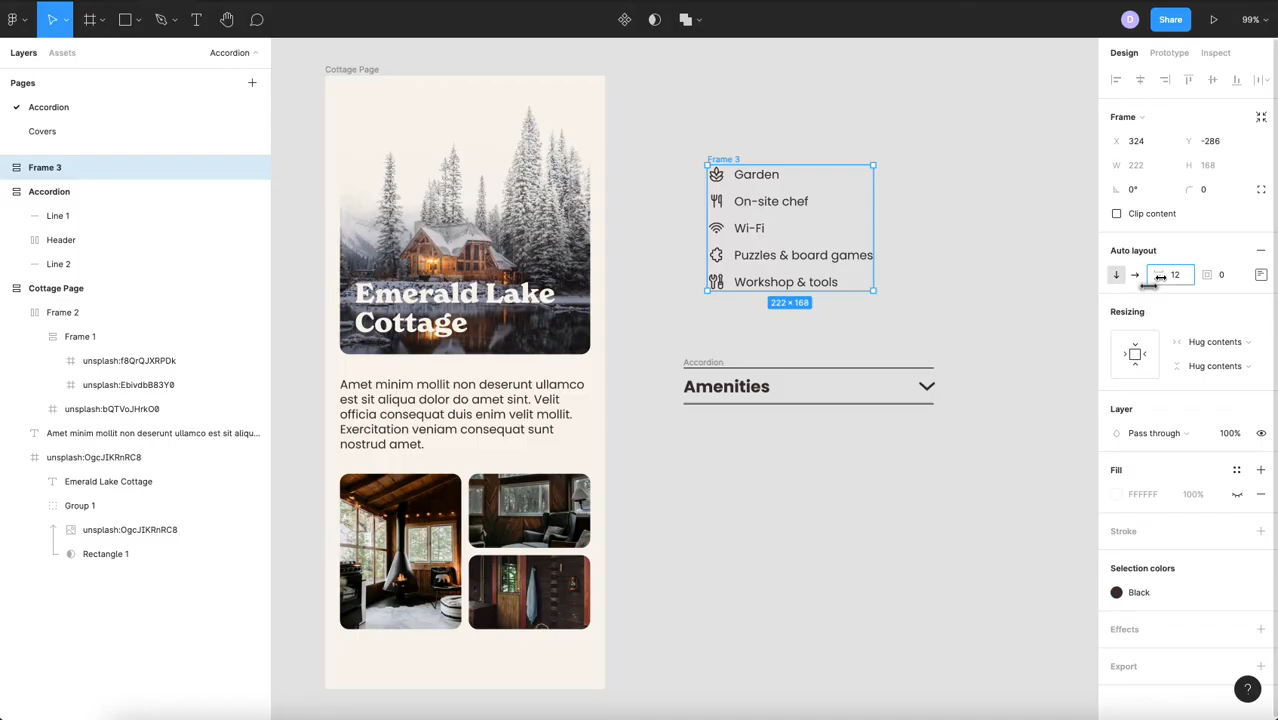 D
Share
99%
Layers
Assets
Accordion
Pages
Accordion
Covers
Frame 3
Accordion
Line 1
Header
Line 2
Cottage Page
Frame 2
Frame 1
unsplash:f8QrQJXRPDk
unsplash:EbivdbB83Y0
unsplash:bQTVoJHrkO0
Amet minim mollit non deserunt ullamco est sit aliqu...
unsplash:OgcJIKRnRC8
Emerald Lake Cottage
Group 1
unsplash:OgcJIKRnRC8
Rectangle 1
Cottage Page
Emerald Lake
Cottage
Amet minim mollit non deserunt ullamco
est sit aliqua dolor do amet sint. Velit
officia consequat duis enim velit mollit.
Exercitation veniam consequat sunt
nostrud amet.
Frame 3
Garden
On-site chef
Wi-Fi
Puzzles & board games
Workshop & tools
222 × 168
Accordion
Amenities
Design
Prototype
Inspect
Frame
X 324
Y -286
W 222
H 168
0°
0
Clip content
Auto layout
12
0
Resizing
Hug contents
Hug contents
Layer
Pass through
100%
Fill
FFFFFF
100%
Stroke
Selection colors
Black
Effects
Export
?